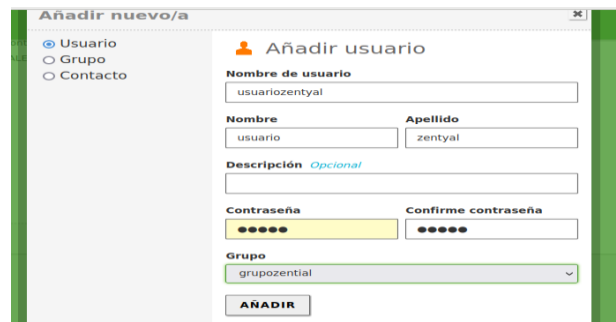 Añadir nuevo/a
Usuario
Grupo
Contacto
Añadir usuario
Nombre de usuario
usuariozentyal
Nombre Apellido
usuario zentyal
Descripción Opcional
Contraseña Confirme contraseña
●●●●● ●●●●●
Grupo
grupozential
AÑADIR